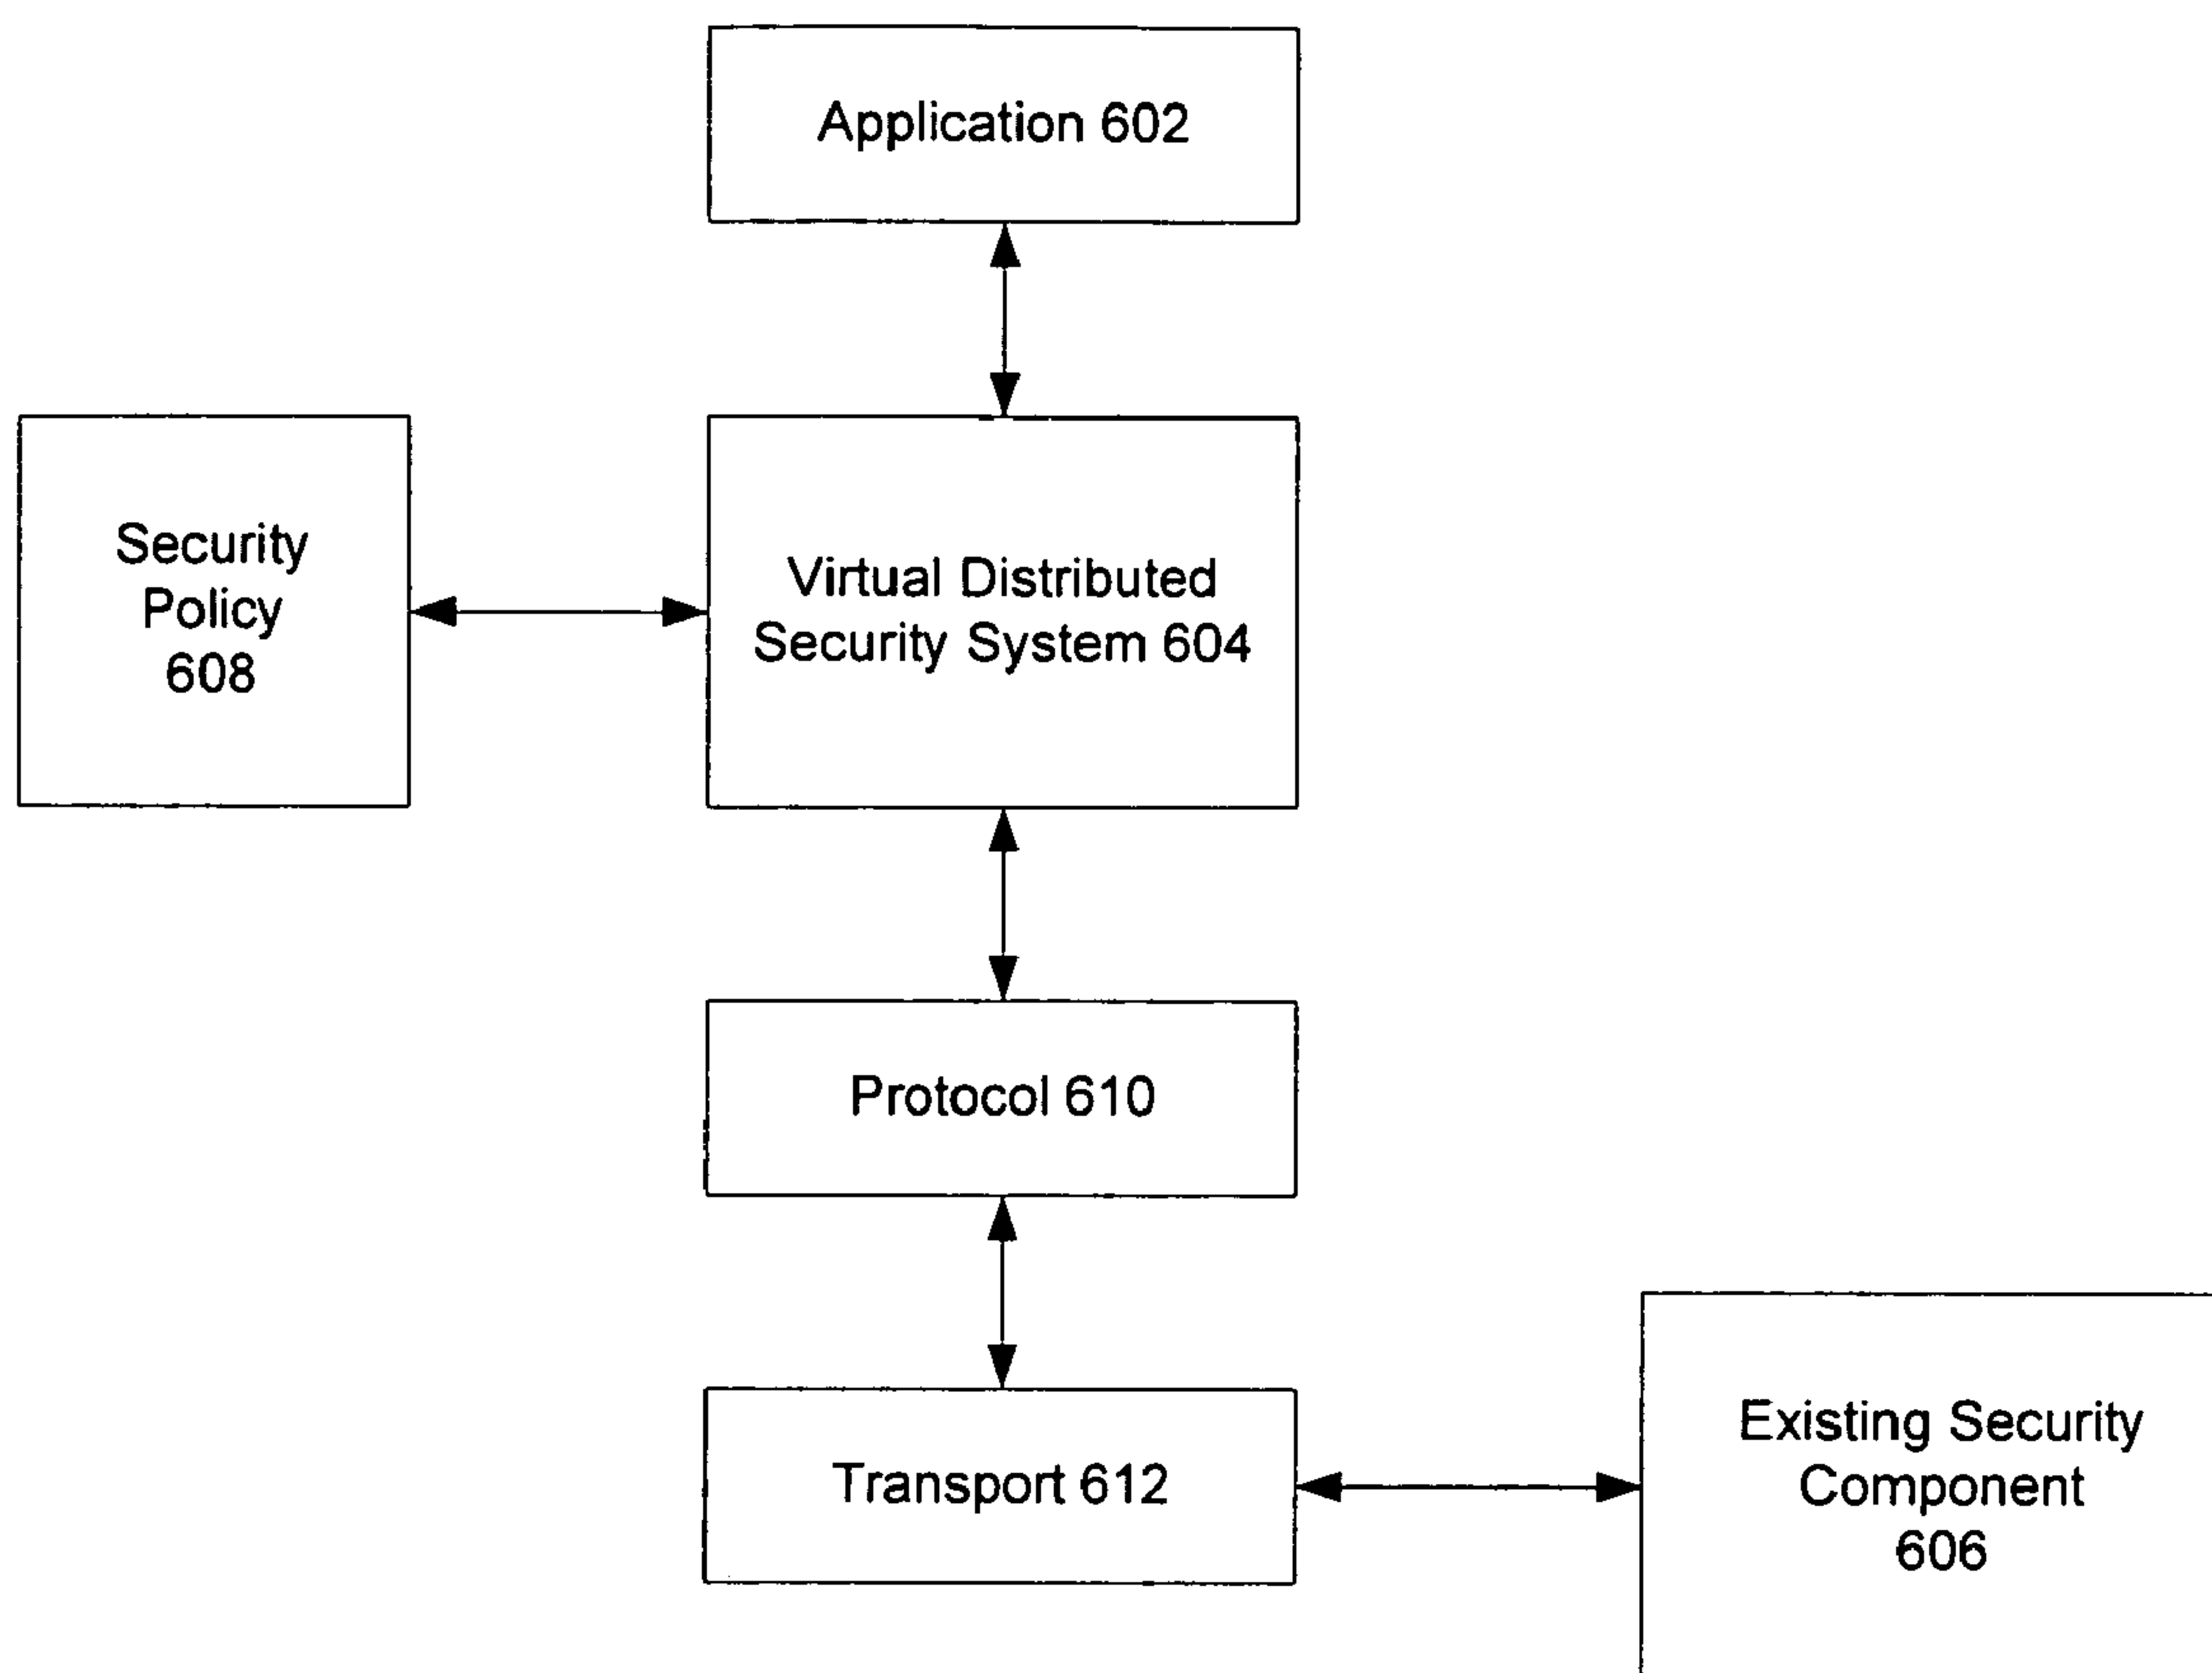 Application 602
Security
Policy
608
Virtual Distributed
Security System 604
Protocol 610
Transport 612
Existing Security
Component
606